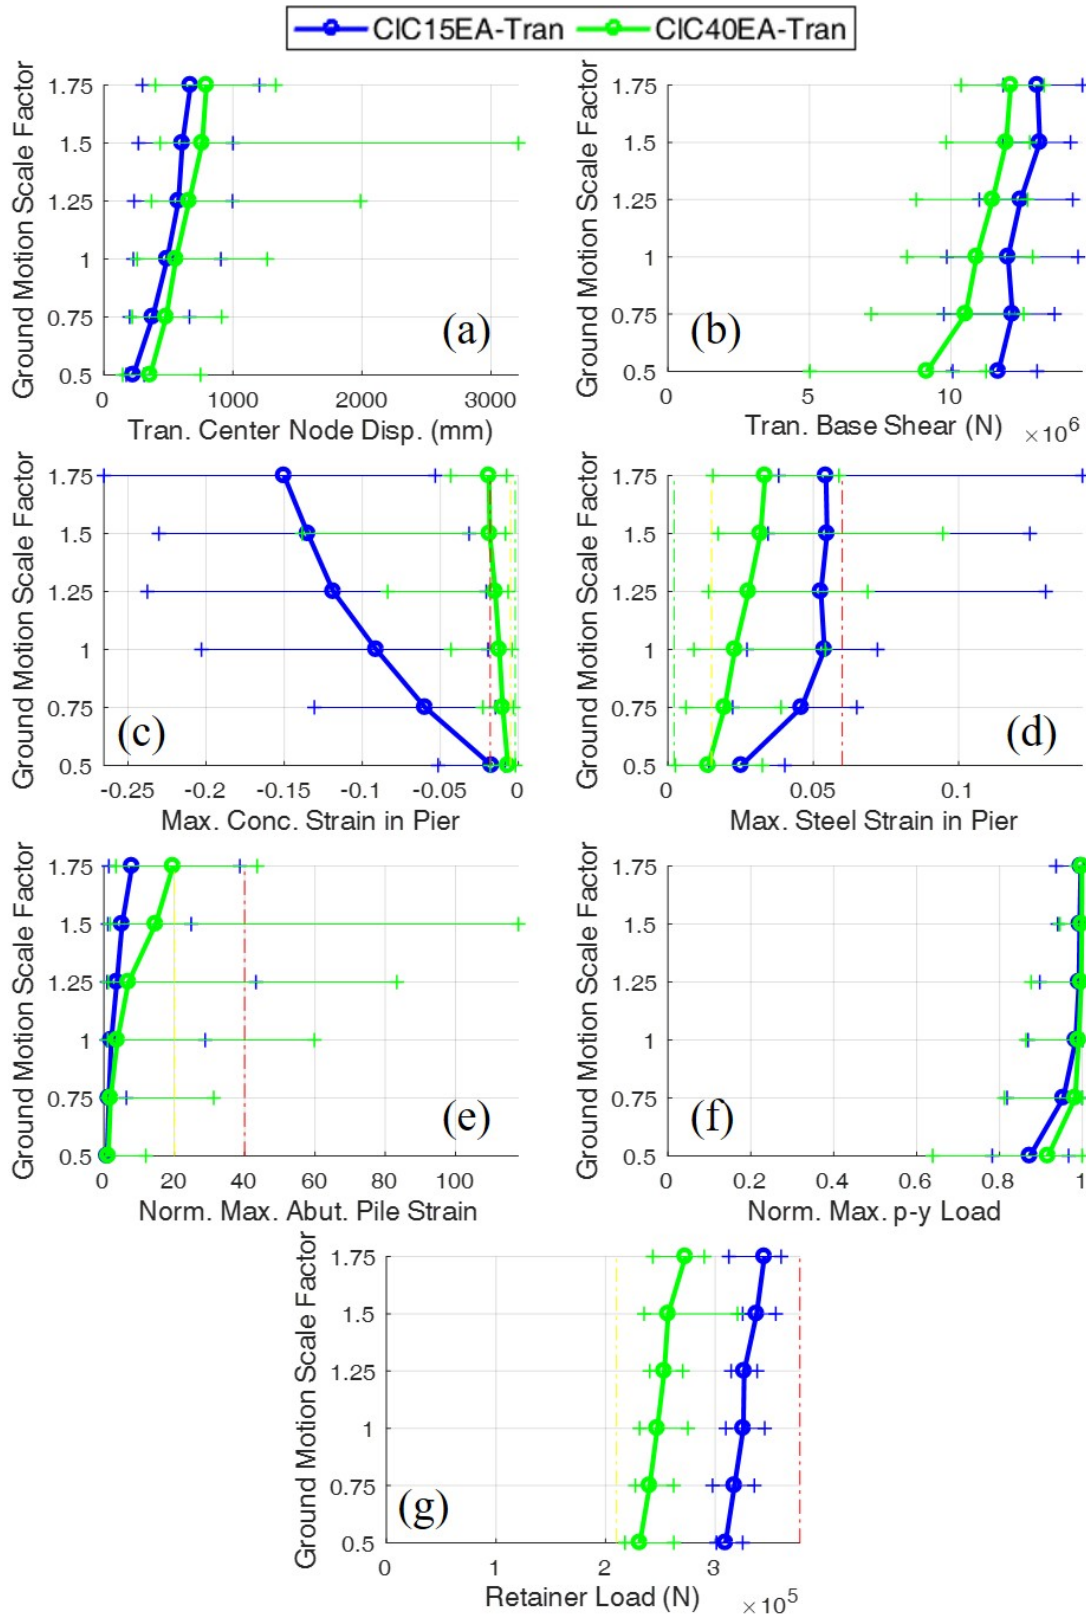 CIC15EA-Tran CIC40EA-Tran
Ground Motion Scale Factor
1.75
1.5
1.25
1
0.75
0.5
0 1000 2000 3000
Tran. Center Node Disp. (mm)
(a)
Ground Motion Scale Factor
1.75
1.5
1.25
1
0.75
0.5
0 5 10
Tran. Base Shear (N) ×10⁶
(b)
Ground Motion Scale Factor
1.75
1.5
1.25
1
0.75
0.5
-0.25 -0.2 -0.15 -0.1 -0.05 0
Max. Conc. Strain in Pier
(c)
Ground Motion Scale Factor
1.75
1.5
1.25
1
0.75
0.5
0 0.05 0.1
Max. Steel Strain in Pier
(d)
Ground Motion Scale Factor
1.75
1.5
1.25
1
0.75
0.5
0 20 40 60 80 100
Norm. Max. Abut. Pile Strain
(e)
Ground Motion Scale Factor
1.75
1.5
1.25
1
0.75
0.5
0 0.2 0.4 0.6 0.8 1
Norm. Max. p-y Load
(f)
Ground Motion Scale Factor
1.75
1.5
1.25
1
0.75
0.5
0 1 2 3
Retainer Load (N) ×10⁵
(g)